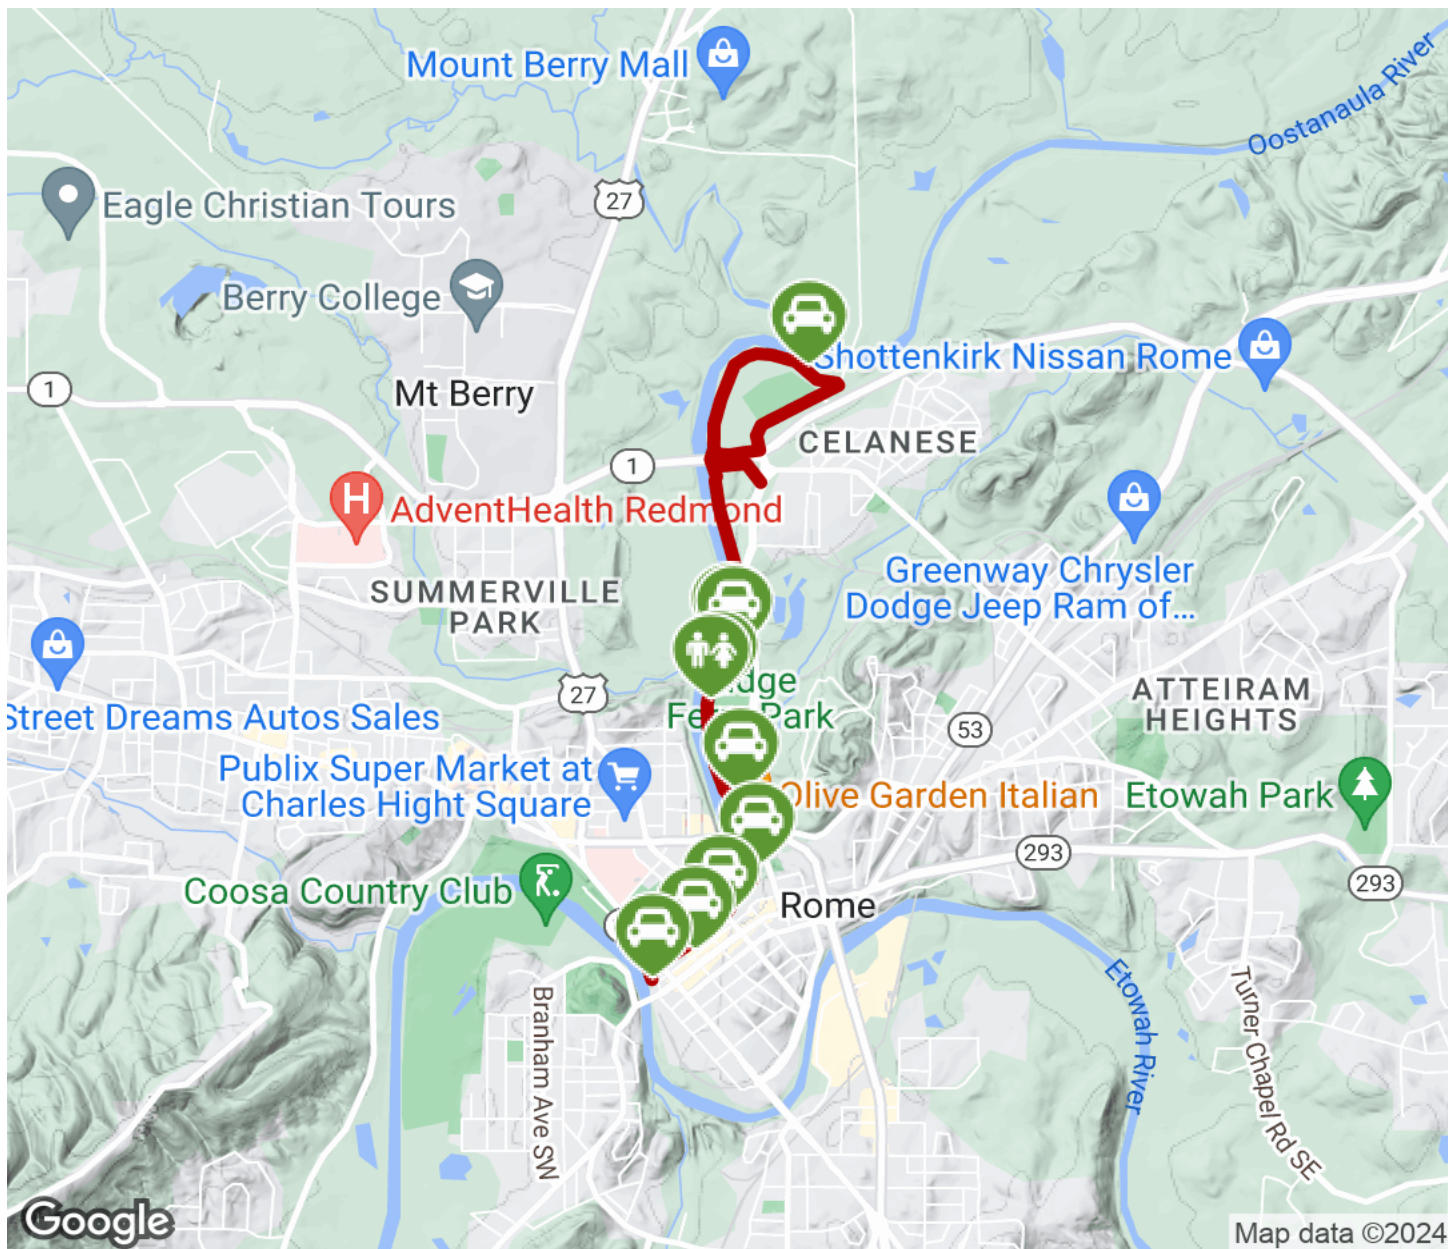 Mount Berry Mall
Oostanaula River
27
Eagle Christian Tours
Berry College
Shottenkirk Nissan Rome
1
Mt Berry
CELANESE
1
AdventHealth Redmond
Greenway Chrysler
Dodge Jeep Ram of...
SUMMERVILLE
PARK
27
ATTEIRAM
HEIGHTS
Park
Street Dreams Autos Sales
53
Publix Super Market at
Charles Hight Square
Olive Garden Italian
Etowah Park
293
293
Coosa Country Club
Rome
Etowah River
Turner Chapel Rd SE
Branham Ave SW
Google
Map data ©2024